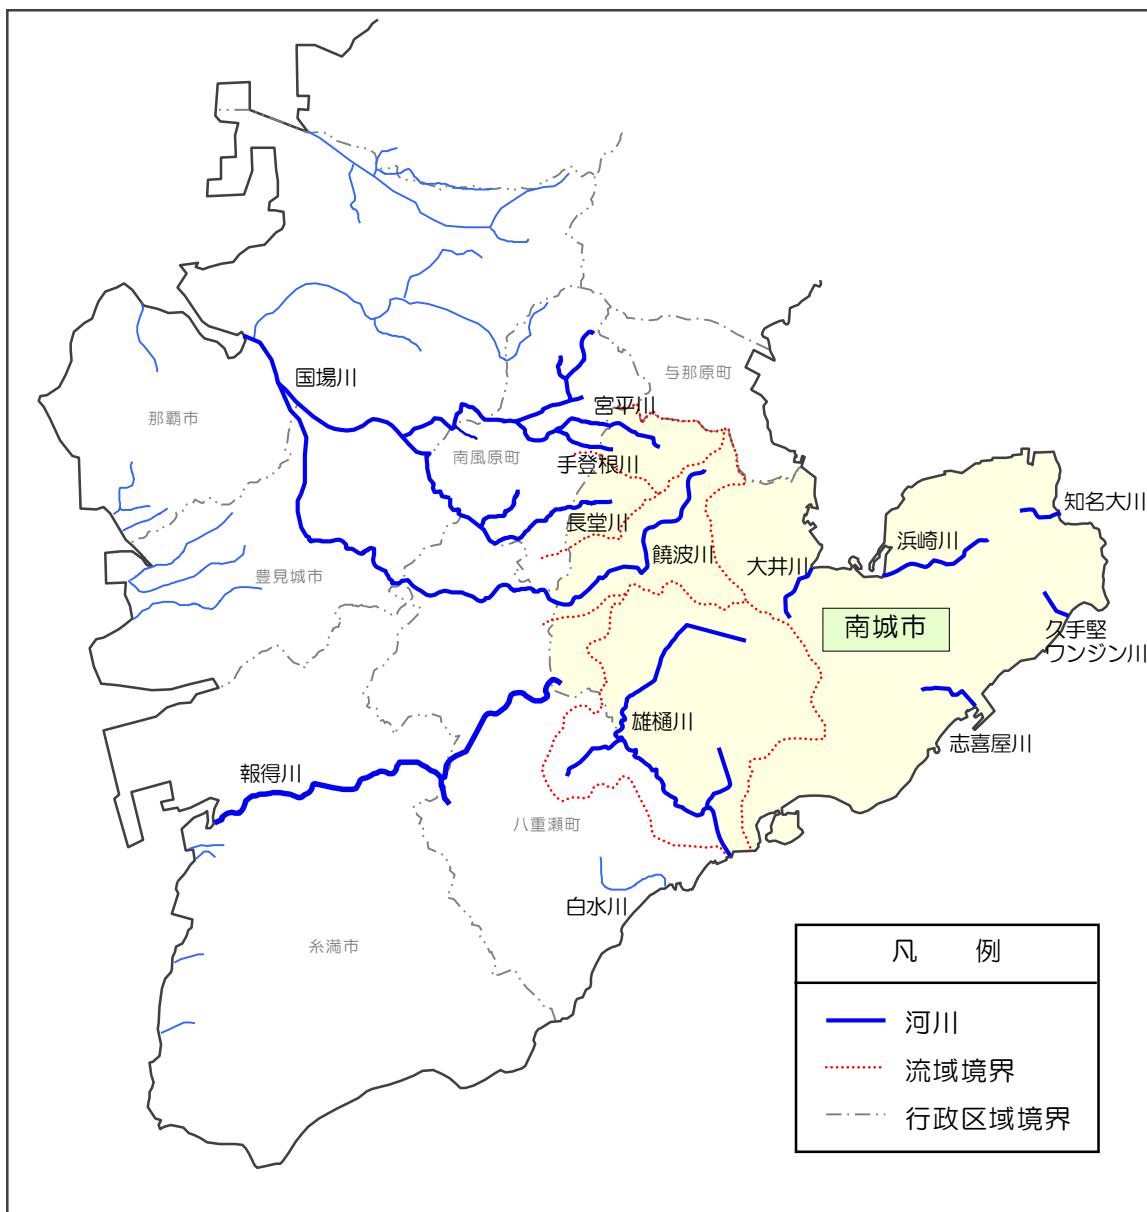 国場川
与那原町
宮平川
那覇市
南風原町
手登根川
知名大川
長堂川
浜崎川
饒波川
大井川
豊見城市
南城市
久手堅
ワンジン川
雄樋川
志喜屋川
報得川
八重瀬町
白水川
糸満市
凡　例
河川
流域境界
行政区域境界